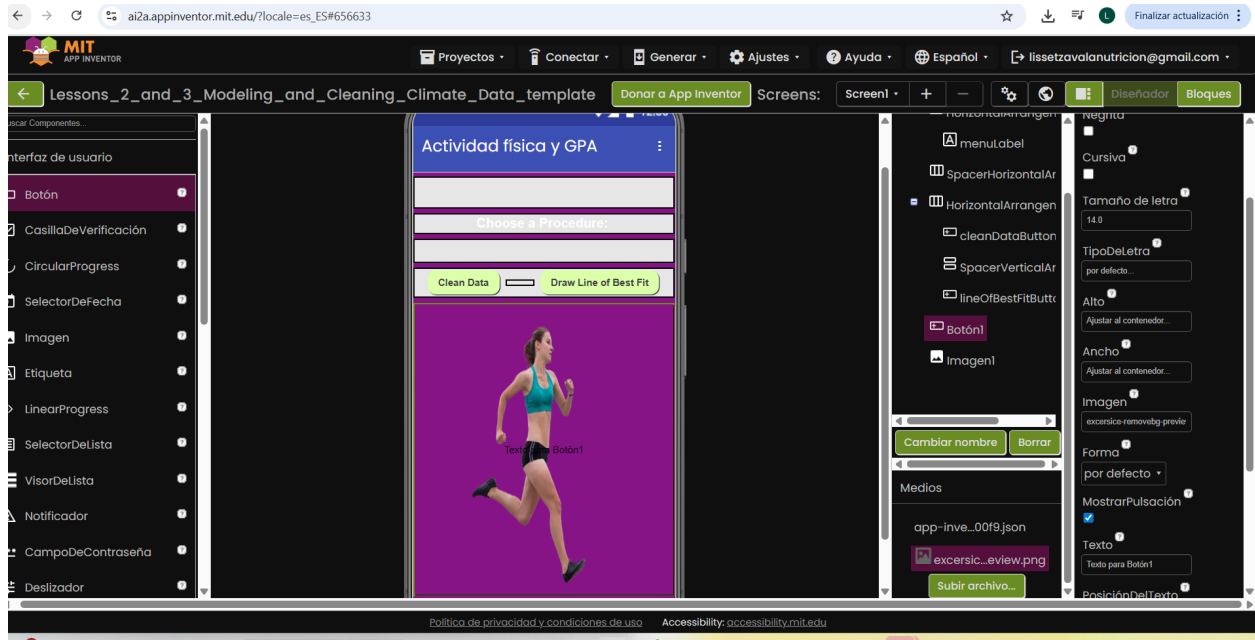 ai2a.appinventor.mit.edu/?locale=es_ES#656633
L
Finalizar actualización
MIT
APP INVENTOR
Proyectos
Conectar
Generar
Ajustes
Ayuda
Español
lissetzavalanutricion@gmail.com
Lessons_2_and_3_Modeling_and_Cleaning_Climate_Data_template
Donar a App Inventor
Screens:
Screen1
Diseñador
Bloques
uscar Componentes...
nterfaz de usuario
Botón
CasillaDeVerificación
CircularProgress
SelectorDeFecha
Imagen
Etiqueta
LinearProgress
SelectorDeLista
VisorDeLista
Notificador
CampoDeContraseña
Deslizador
Actividad física y GPA
Choose a Procedure:
Clean Data
Draw Line of Best Fit
Texto para Botón1
HorizontalArrangen
menuLabel
SpacerHorizontalAr
HorizontalArrangen
cleanDataButton
SpacerVerticalAr
lineOfBestFitButto
Botón1
Imagen1
Cambiar nombre
Borrar
Medios
app-inve...00f9.json
excersic...eview.png
Subir archivo...
Negrita
Cursiva
Tamaño de letra
14.0
TipoDeLetra
por defecto...
Alto
Ajustar al contenedor...
Ancho
Ajustar al contenedor...
Imagen
excersice-removebg-previe
Forma
por defecto
MostrarPulsación
Texto
Texto para Botón1
PosiciónDelTexto
Política de privacidad y condiciones de uso
Accessibility: accessibility.mit.edu